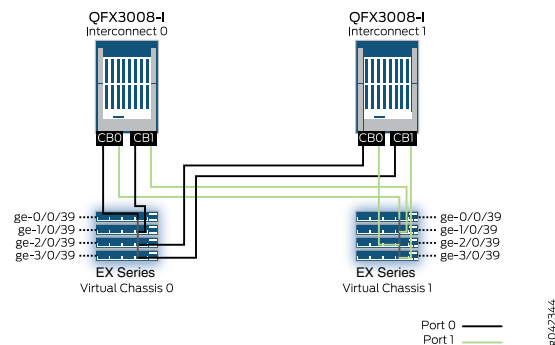 QFX3008-I
Interconnect 0
QFX3008-I
Interconnect 1
CB0
CB1
CB0
CB1
ge-0/0/39
ge-1/0/39
ge-2/0/39
ge-3/0/39
EX Series
Virtual Chassis 0
ge-0/0/39
ge-1/0/39
ge-2/0/39
ge-3/0/39
EX Series
Virtual Chassis 1
Port 0
Port 1
g042344